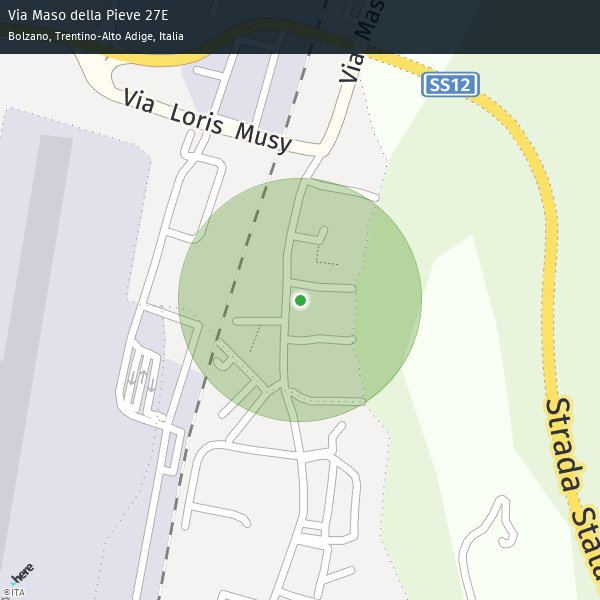 Via Maso della Pieve 27E
Bolzano, Trentino-Alto Adige, Italia
Via Mas
SS12
Via Loris Musy
Strada Stata
here
©ITA